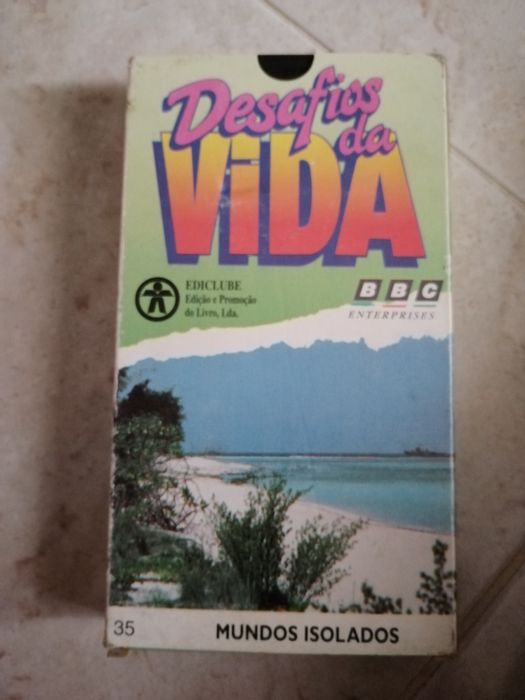 Desafios
da
ViDA
EDICLUBE
Edição e Promoção
do Livro, Lda.
BBC
ENTERPRISES
35
MUNDOS ISOLADOS